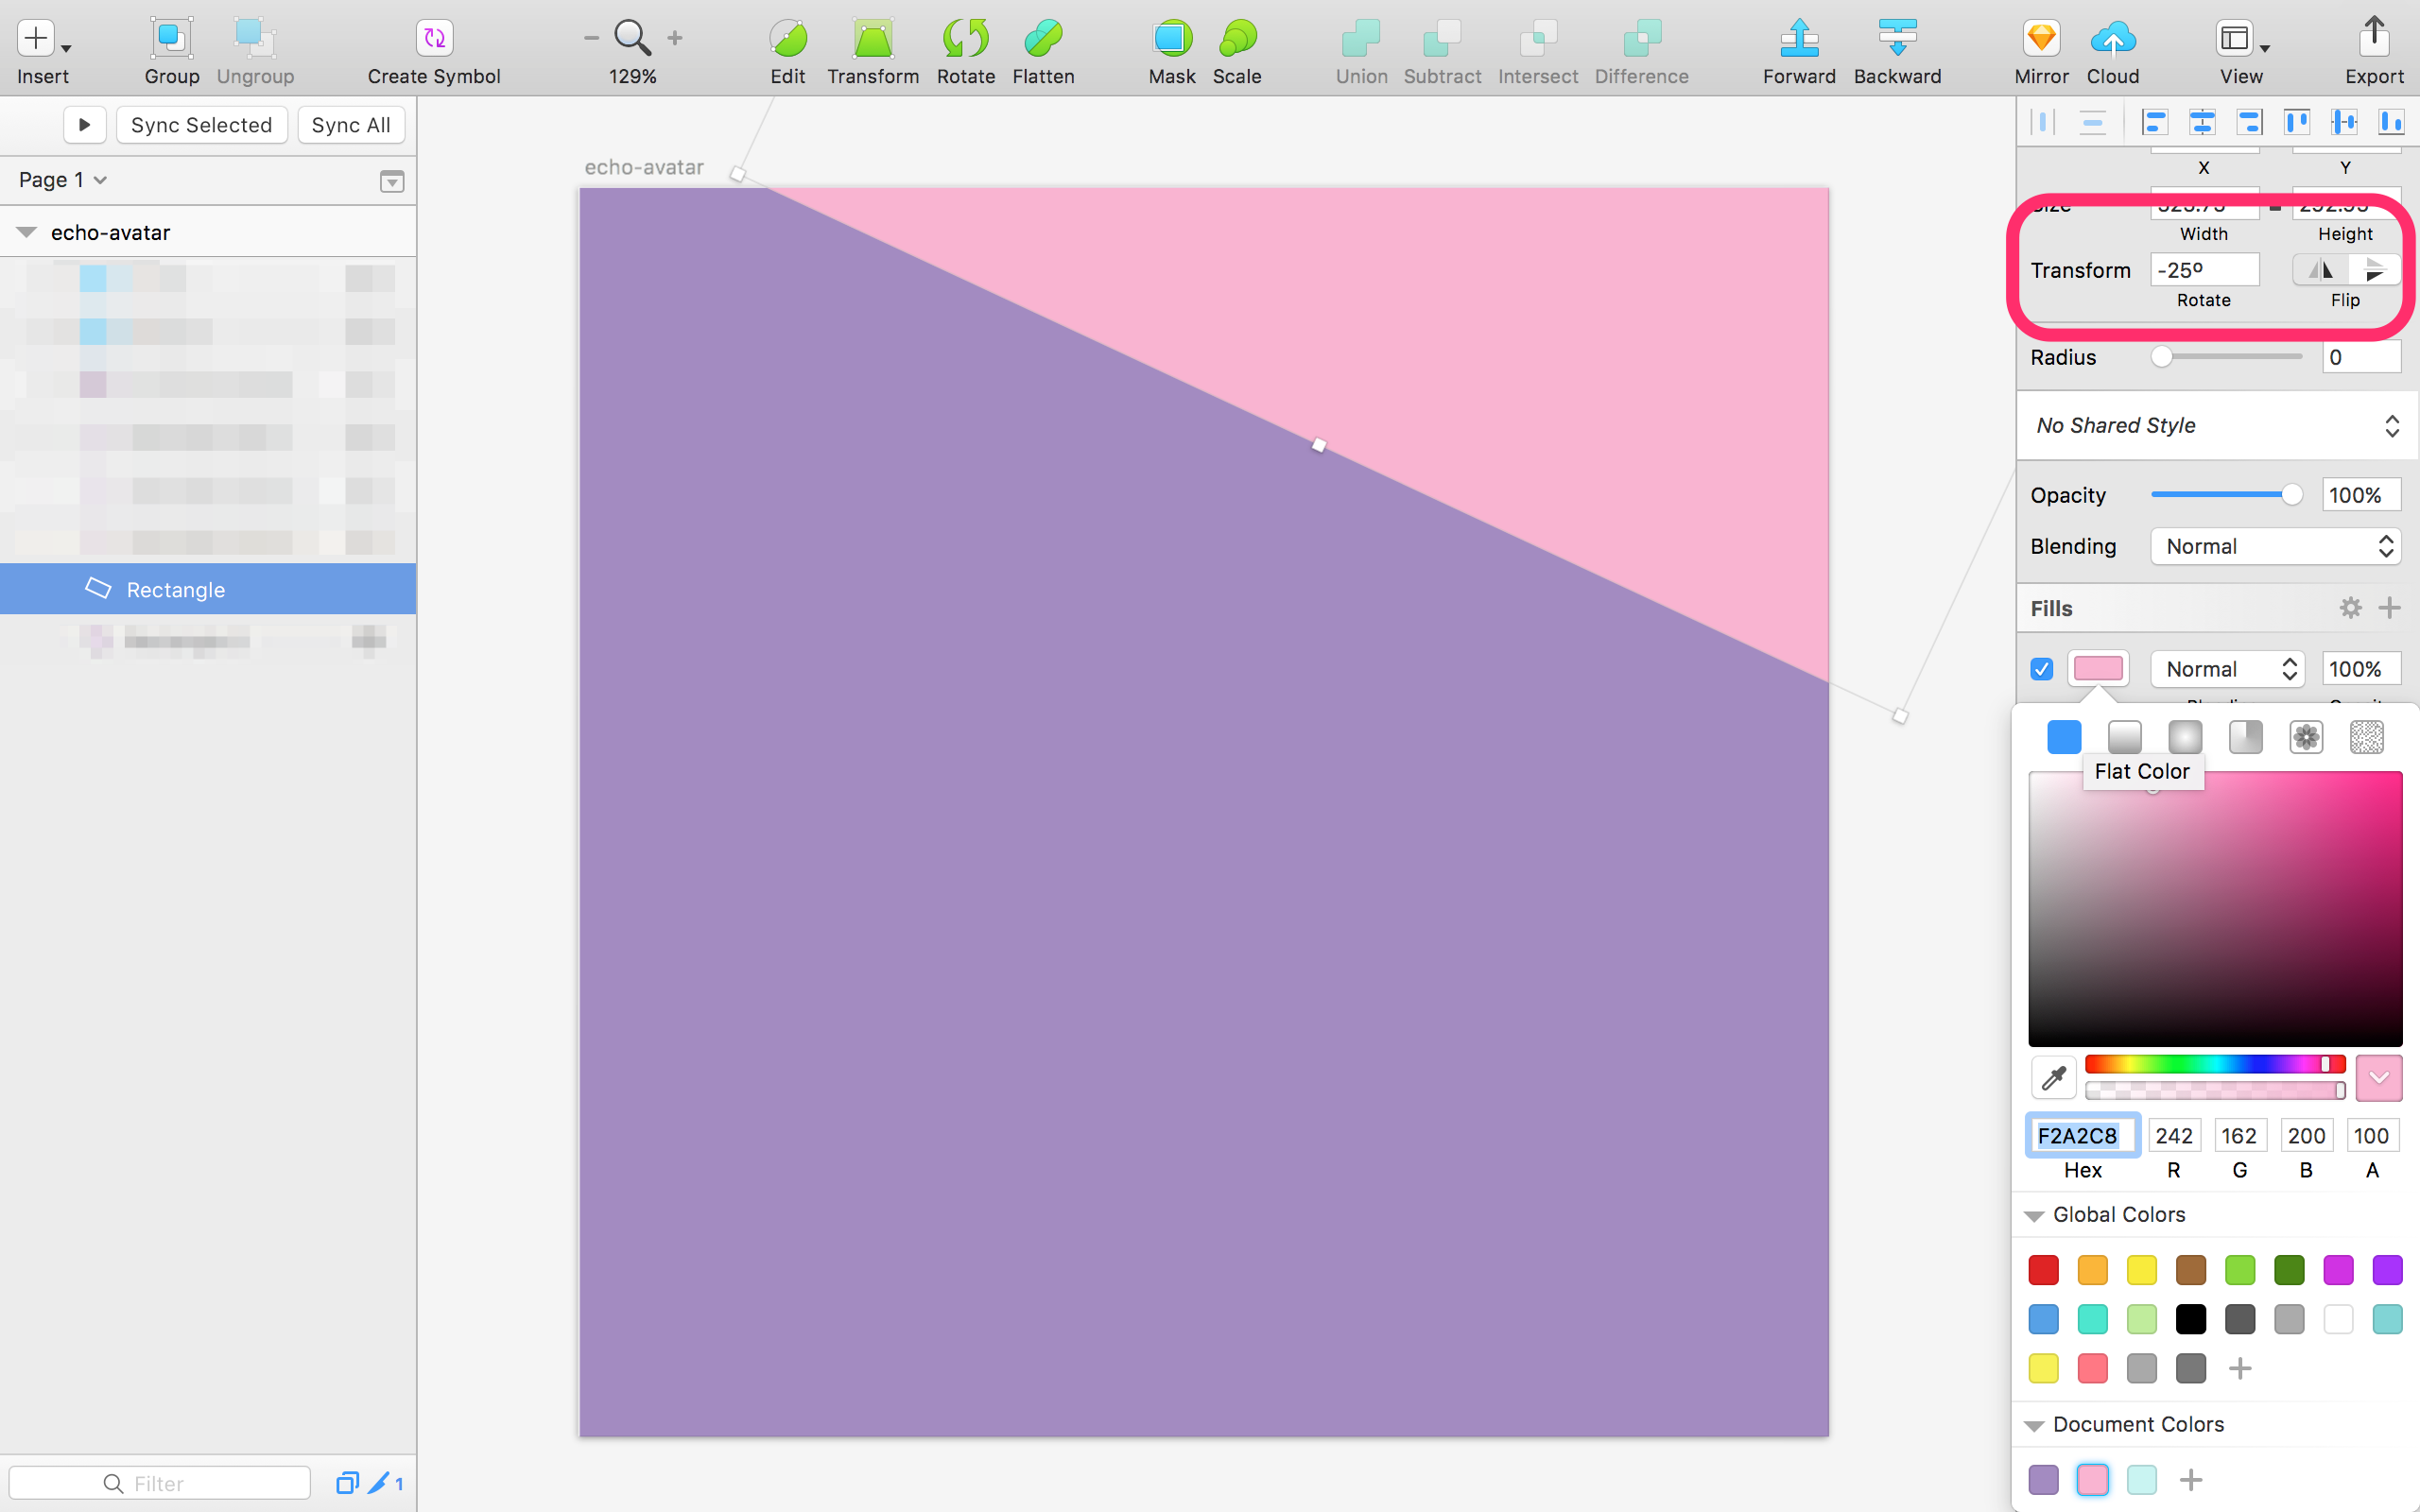 Insert Group Ungroup Create Symbol 129% Edit Transform Rotate Flatten Mask Scale Union Subtract Intersect Difference Forward Backward Mirror Cloud View Export
Sync Selected Sync All
Page 1
echo-avatar
Rectangle
Filter 1
echo-avatar
X Y
Width Height
Transform -25º
Rotate Flip
Radius 0
No Shared Style
Opacity 100%
Blending Normal
Fills
Normal 100%
Flat Color
F2A2C8 242 162 200 100
Hex R G B A
Global Colors
Document Colors